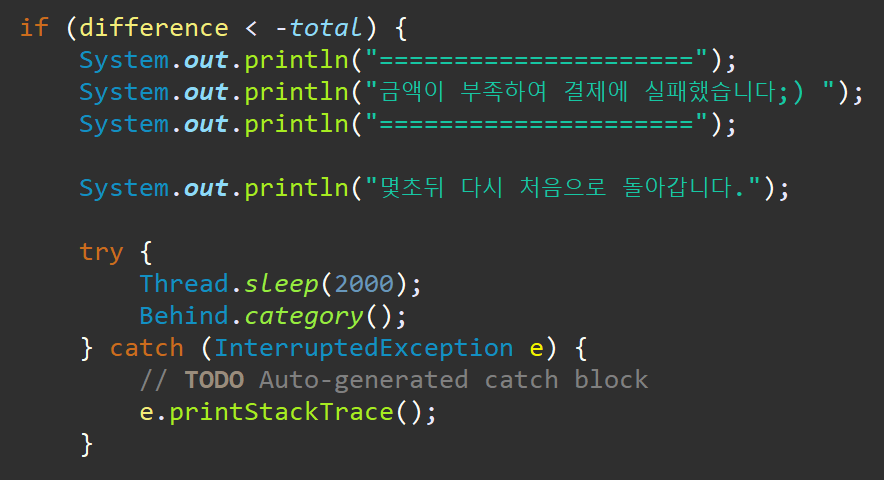 if (difference < -total) {
    System.out.println("=====================");
    System.out.println("금액이 부족하여 결제에 실패했습니다;) ");
    System.out.println("=====================");
    System.out.println("몇초뒤 다시 처음으로 돌아갑니다.");
    try {
        Thread.sleep(2000);
        Behind.category();
    } catch (InterruptedException e) {
        // TODO Auto-generated catch block
        e.printStackTrace();
    }